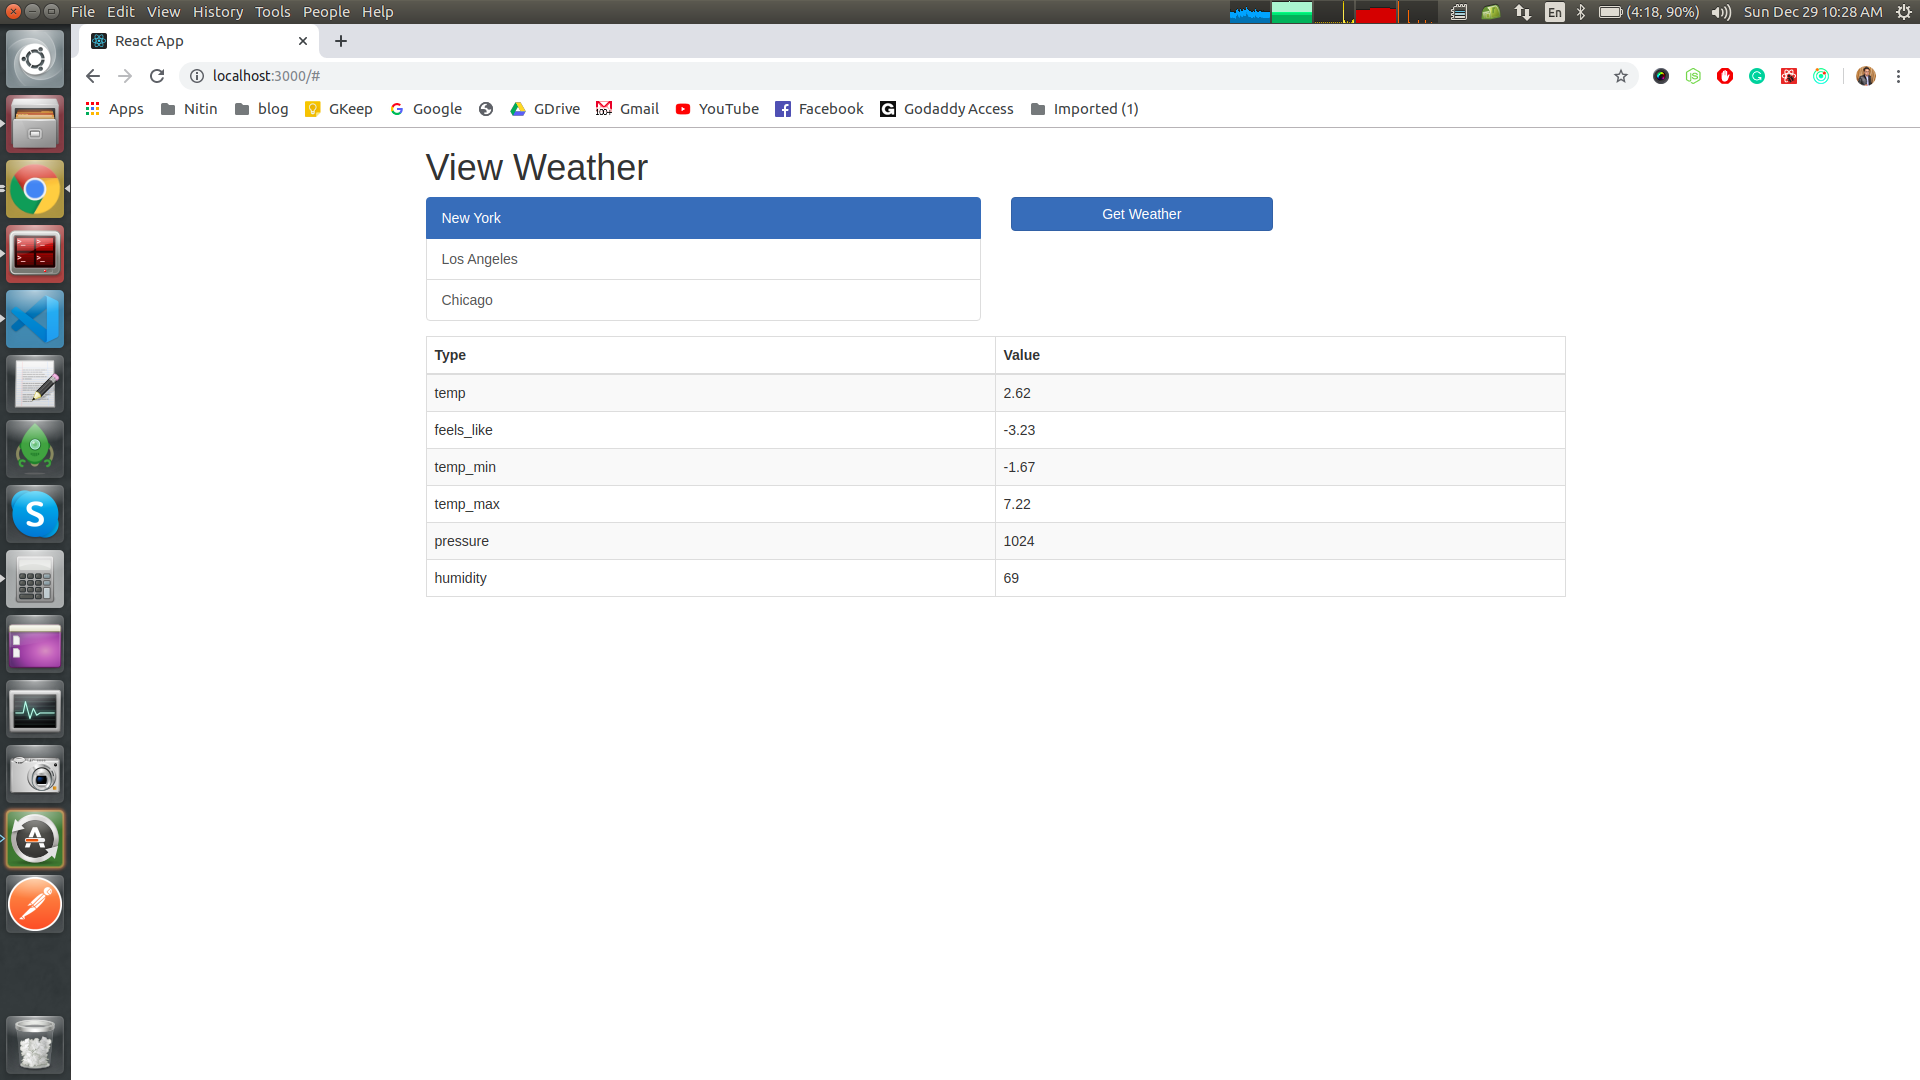 File Edit View History Tools People Help
En (4:18, 90%) Sun Dec 29 10:28 AM
React App
localhost:3000/#
Apps Nitin blog GKeep Google GDrive Gmail YouTube Facebook Godaddy Access Imported (1)
View Weather
New York
Get Weather
Los Angeles
Chicago
Type Value
temp 2.62
feels_like -3.23
temp_min -1.67
temp_max 7.22
pressure 1024
humidity 69